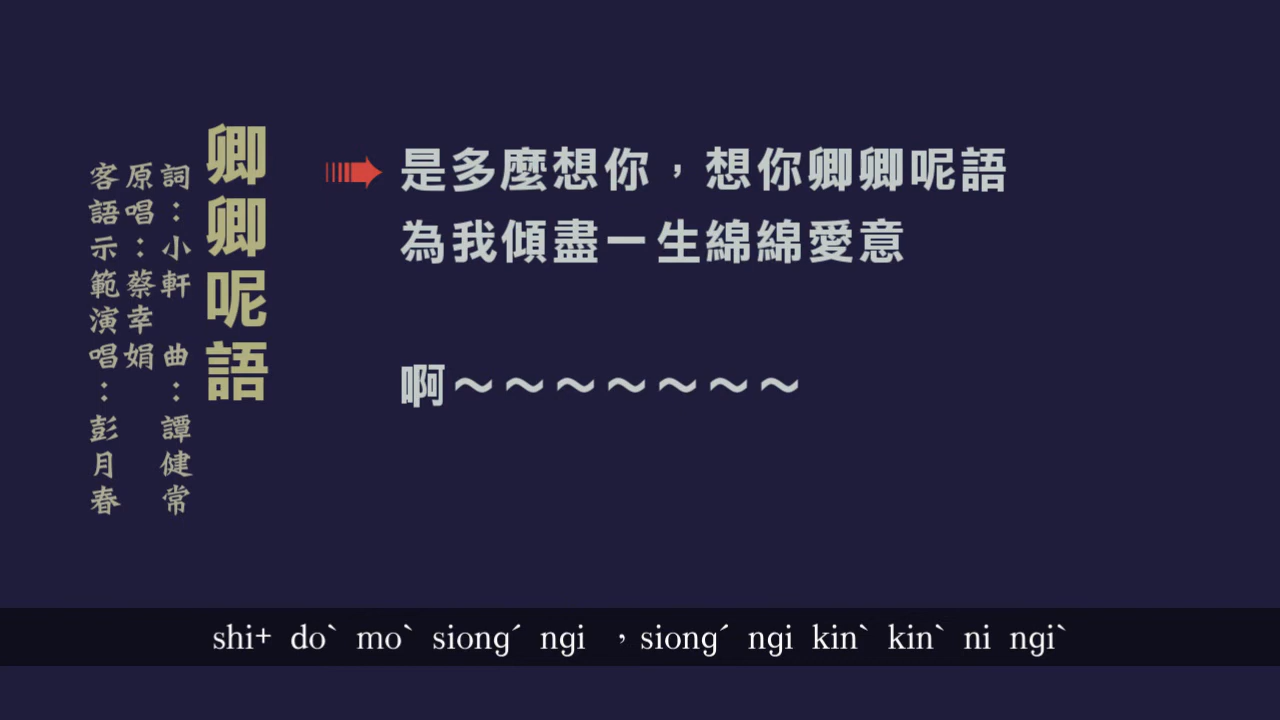 卿卿呢語
詞：小軒　曲：譚健常
原唱：蔡幸娟
客語示範演唱：彭月春
是多麼想你，想你卿卿呢語
為我傾盡一生綿綿愛意
啊～～～～～～～
shi+ do` mo` siongˊ ngi ，siongˊ ngi kin` kin` ni ngi`